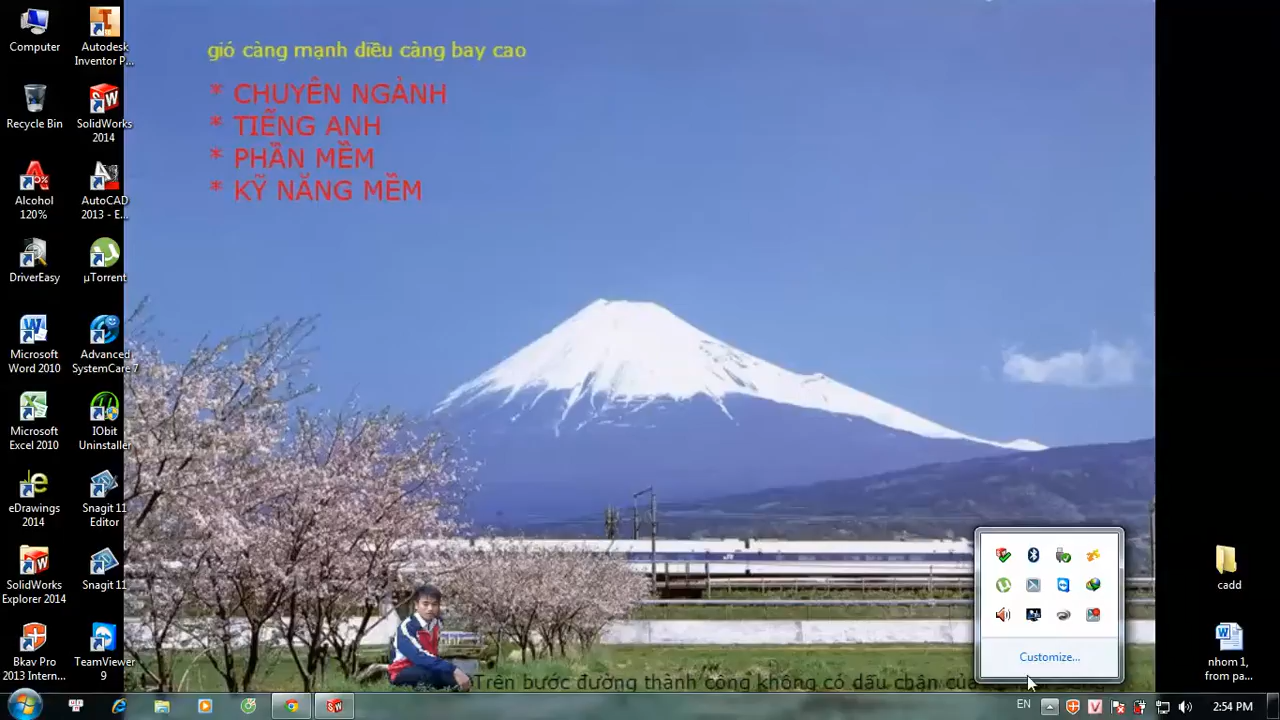 gió càng mạnh diều càng bay cao
* CHUYÊN NGÀNH
* TIẾNG ANH
* PHẦN MỀM
* KỸ NĂNG MỀM
Computer
Autodesk
Inventor P...
Recycle Bin
SolidWorks
2014
Alcohol
120%
AutoCAD
2013 - E...
DriverEasy
µTorrent
Microsoft
Word 2010
Advanced
SystemCare 7
Microsoft
Excel 2010
IObit
Uninstaller
eDrawings
2014
Snagit 11
Editor
SolidWorks
Explorer 2014
Snagit 11
Bkav Pro
2013 Intern...
TeamViewer
9
cadd
nhom 1,
from pa...
Customize...
Trên bước đường thành công không có dấu chân của
EN
2:54 PM